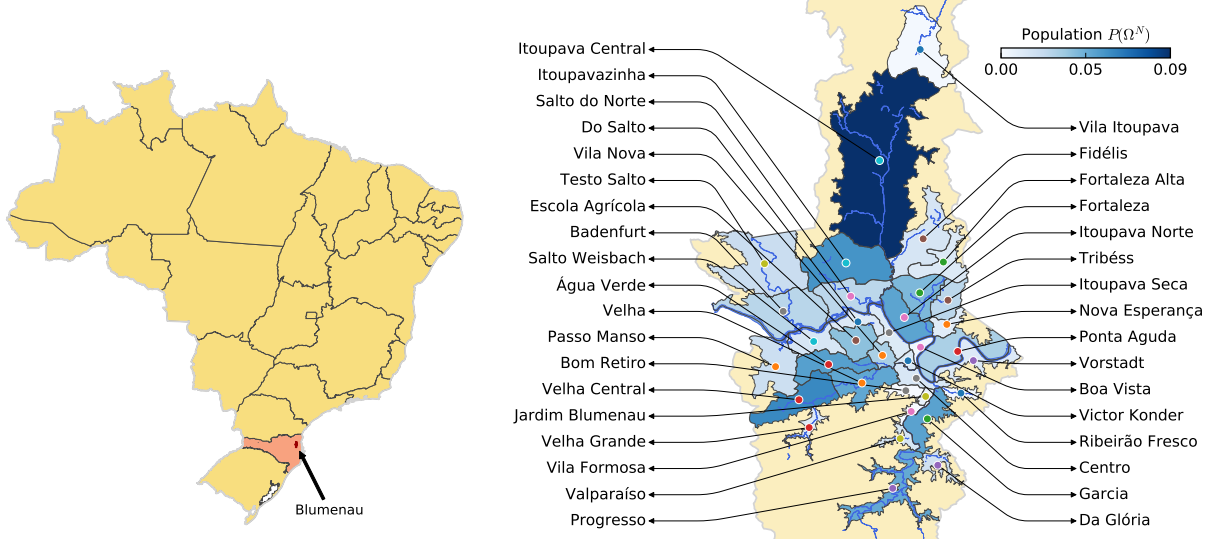 Blumenau
Population P(Ω^N)
0.00 0.05 0.09
Itoupava Central
Itoupavazinha
Salto do Norte
Do Salto
Vila Nova
Testo Salto
Escola Agrícola
Badenfurt
Salto Weisbach
Água Verde
Velha
Passo Manso
Bom Retiro
Velha Central
Jardim Blumenau
Velha Grande
Vila Formosa
Valparaíso
Progresso
Vila Itoupava
Fidélis
Fortaleza Alta
Fortaleza
Itoupava Norte
Tribéss
Itoupava Seca
Nova Esperança
Ponta Aguda
Vorstadt
Boa Vista
Victor Konder
Ribeirão Fresco
Centro
Garcia
Da Glória